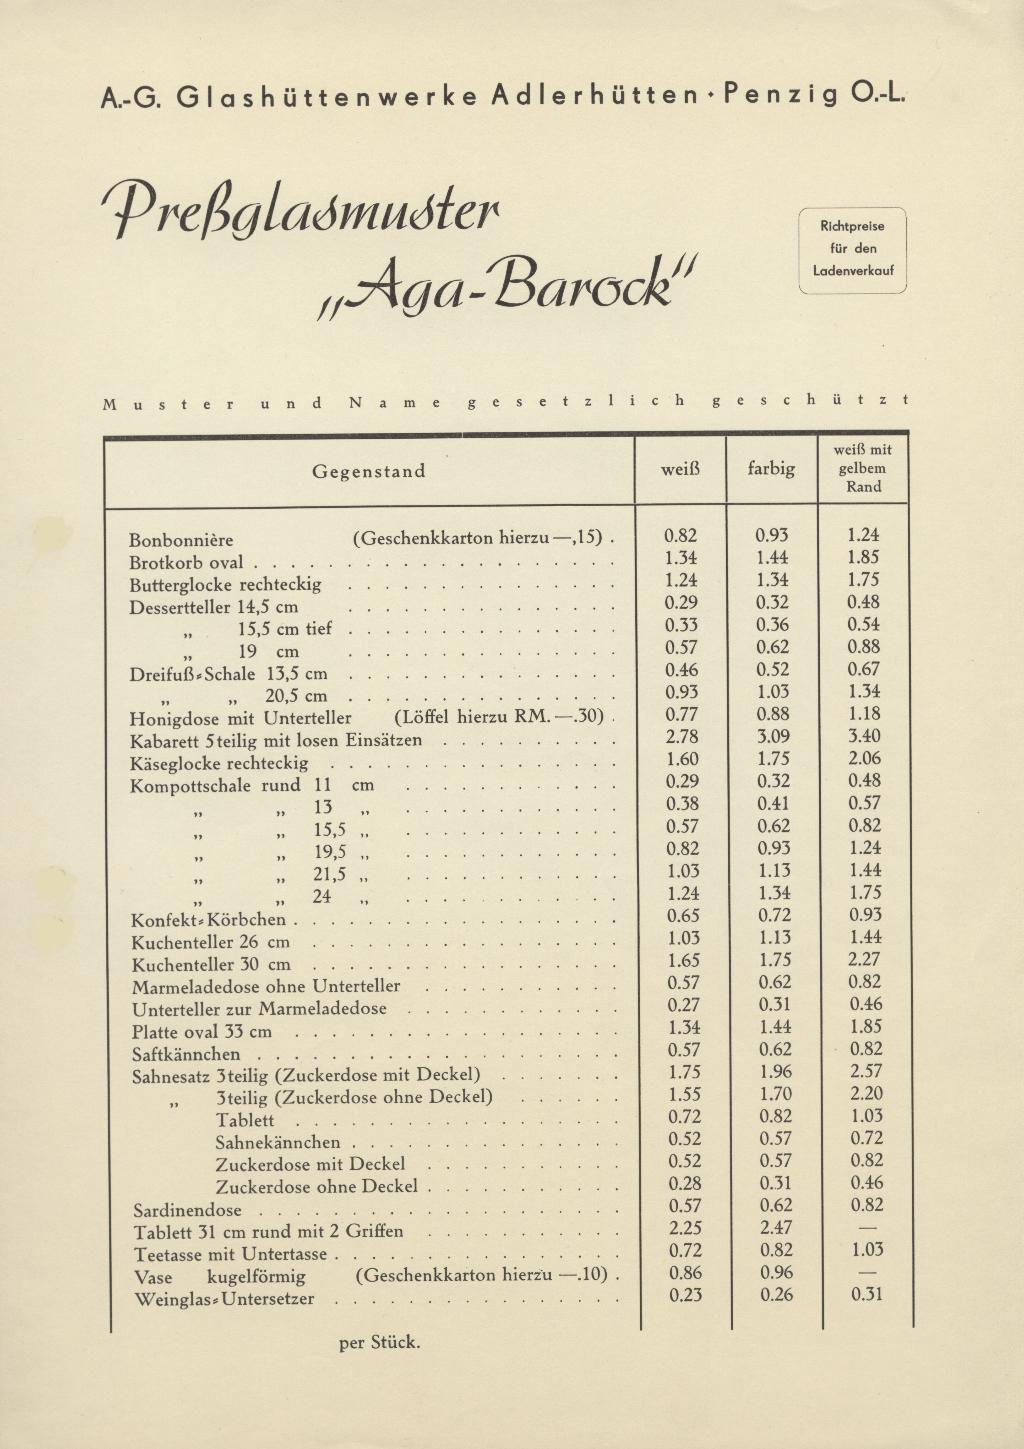 A.-G. Glashüttenwerke Adlerhütten • Penzig O.-L.
Preßglasmuster
„Aga-Barock"
Richtpreise
für den
Ladenverkauf
Muster und Name gesetzlich geschützt
Gegenstand weiß farbig weiß mit gelbem Rand
Bonbonnière (Geschenkkarton hierzu —,15) . 0.82 0.93 1.24
Brotkorb oval . . . . . . . . . . . . . . . . . . . . 1.34 1.44 1.85
Butterglocke rechteckig . . . . . . . . . . . . . . . 1.24 1.34 1.75
Dessertteller 14,5 cm . . . . . . . . . . . . . . . 0.29 0.32 0.48
„ 15,5 cm tief . . . . . . . . . . . . . . . 0.33 0.36 0.54
„ 19 cm . . . . . . . . . . . . . . . 0.57 0.62 0.88
Dreifuß-Schale 13,5 cm . . . . . . . . . . . . . . . 0.46 0.52 0.67
„ „ 20,5 cm . . . . . . . . . . . . . . . 0.93 1.03 1.34
Honigdose mit Unterteller (Löffel hierzu RM. —.30) . 0.77 0.88 1.18
Kabarett 5teilig mit losen Einsätzen . . . . . . . . . . 2.78 3.09 3.40
Käseglocke rechteckig . . . . . . . . . . . . . . . . 1.60 1.75 2.06
Kompottschale rund 11 cm . . . . . . . . . . . . 0.29 0.32 0.48
„ „ 13 „ . . . . . . . . . . . . 0.38 0.41 0.57
„ „ 15,5 „ . . . . . . . . . . . . 0.57 0.62 0.82
„ „ 19,5 „ . . . . . . . . . . . . 0.82 0.93 1.24
„ „ 21,5 „ . . . . . . . . . . . . 1.03 1.13 1.44
„ „ 24 „ . . . . . . . . . . . . 1.24 1.34 1.75
Konfekt-Körbchen . . . . . . . . . . . . . . . . . . 0.65 0.72 0.93
Kuchenteller 26 cm . . . . . . . . . . . . . . . . . 1.03 1.13 1.44
Kuchenteller 30 cm . . . . . . . . . . . . . . . . . 1.65 1.75 2.27
Marmeladedose ohne Unterteller . . . . . . . . . . . 0.57 0.62 0.82
Unterteller zur Marmeladedose . . . . . . . . . . . . 0.27 0.31 0.46
Platte oval 33 cm . . . . . . . . . . . . . . . . . . 1.34 1.44 1.85
Saftkännchen . . . . . . . . . . . . . . . . . . . . 0.57 0.62 0.82
Sahnesatz 3teilig (Zuckerdose mit Deckel) . . . . . . . 1.75 1.96 2.57
„ 3teilig (Zuckerdose ohne Deckel) . . . . . . 1.55 1.70 2.20
Tablett . . . . . . . . . . . . . . . . . . 0.72 0.82 1.03
Sahnekännchen . . . . . . . . . . . . . . . 0.52 0.57 0.72
Zuckerdose mit Deckel . . . . . . . . . . . 0.52 0.57 0.82
Zuckerdose ohne Deckel . . . . . . . . . . . 0.28 0.31 0.46
Sardinendose . . . . . . . . . . . . . . . . . . . . 0.57 0.62 0.82
Tablett 31 cm rund mit 2 Griffen . . . . . . . . . . . 2.25 2.47 —
Teetasse mit Untertasse . . . . . . . . . . . . . . . . 0.72 0.82 1.03
Vase kugelförmig (Geschenkkarton hierzu —.10) . 0.86 0.96 —
Weinglas-Untersetzer . . . . . . . . . . . . . . . . 0.23 0.26 0.31
per Stück.